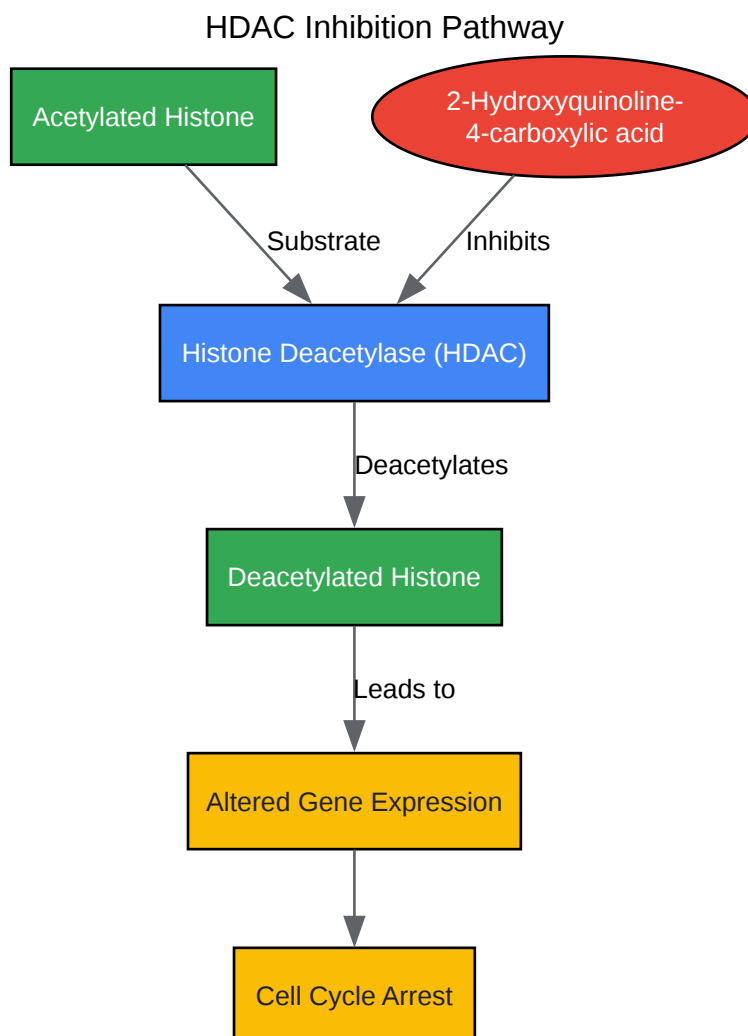 HDAC Inhibition Pathway
Acetylated Histone
2-Hydroxyquinoline-
4-carboxylic acid
Substrate
Inhibits
Histone Deacetylase (HDAC)
Deacetylates
Deacetylated Histone
Leads to
Altered Gene Expression
Cell Cycle Arrest